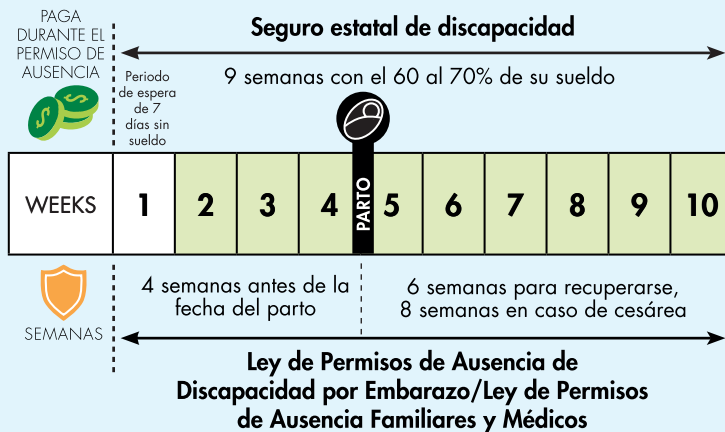 PAGA
DURANTE EL
PERMISO DE
AUSENCIA
Seguro estatal de discapacidad
Periodo
de espera
de 7
días sin
sueldo
9 semanas con el 60 al 70% de su sueldo
WEEKS 1 2 3 4 PARTO 5 6 7 8 9 10
SEMANAS
4 semanas antes de la
fecha del parto
6 semanas para recuperarse,
8 semanas en caso de cesárea
Ley de Permisos de Ausencia de
Discapacidad por Embarazo/Ley de Permisos
de Ausencia Familiares y Médicos